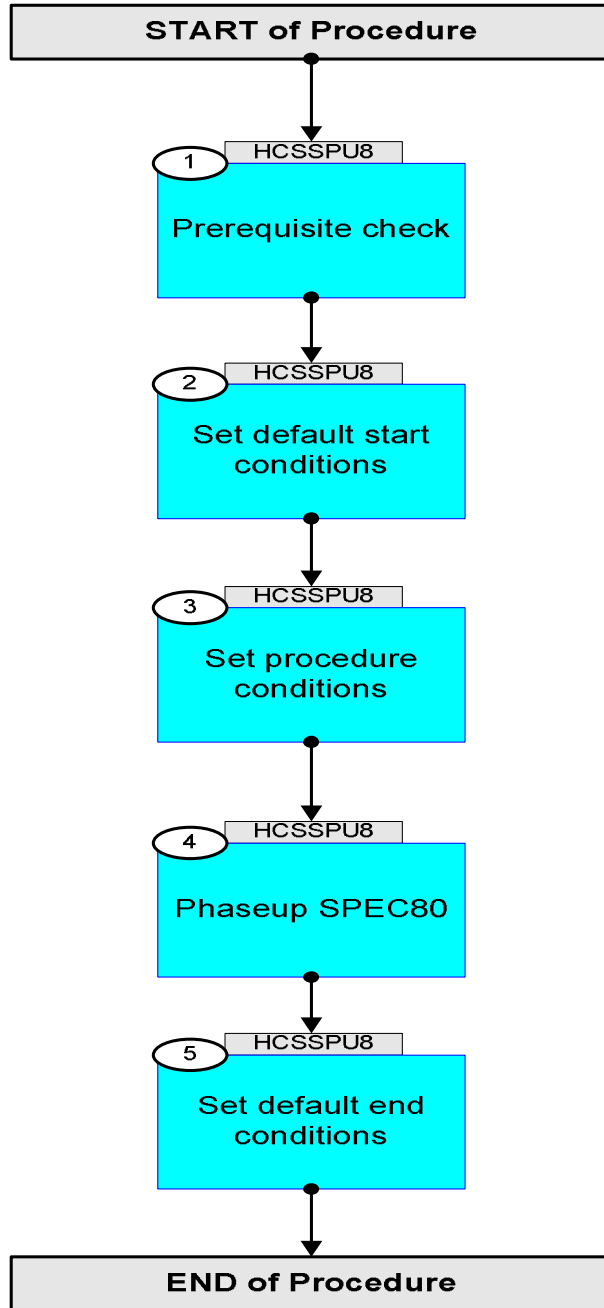 START of Procedure
HCSSPU8
1
Prerequisite check
HCSSPU8
2
Set default start
conditions
HCSSPU8
3
Set procedure
conditions
HCSSPU8
4
Phaseup SPEC80
HCSSPU8
5
Set default end
conditions
END of Procedure